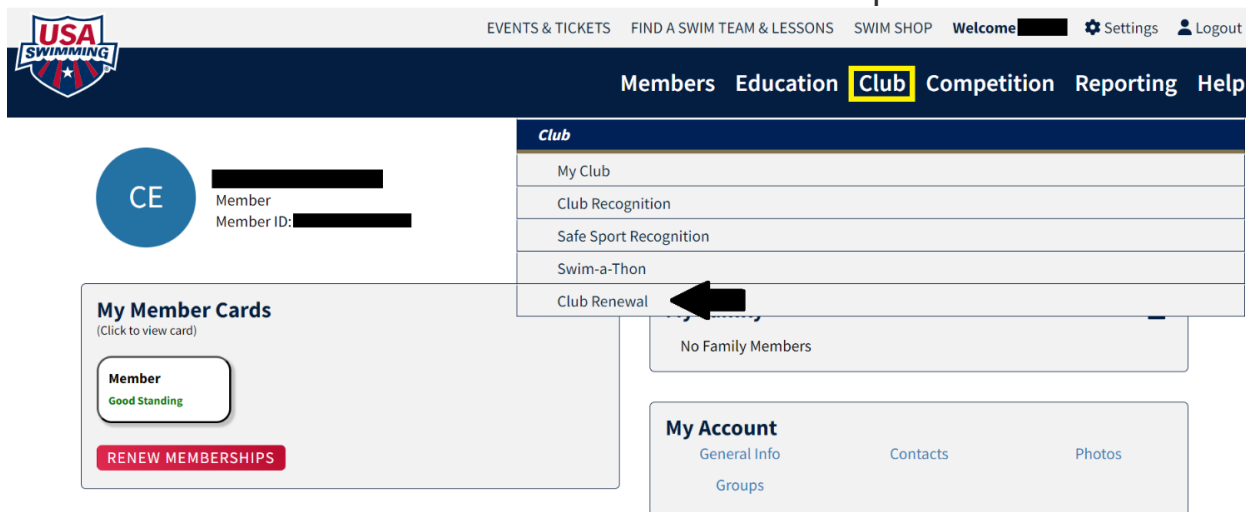 USA
SWIMMING
EVENTS & TICKETS FIND A SWIM TEAM & LESSONS SWIM SHOP Welcome Settings Logout
Members Education Club Competition Reporting Help
Club
My Club
Club Recognition
Safe Sport Recognition
Swim-a-Thon
Club Renewal
CE
Member
Member ID:
My Member Cards
(Click to view card)
Member
Good Standing
RENEW MEMBERSHIPS
No Family Members
My Account
General Info Contacts Photos
Groups